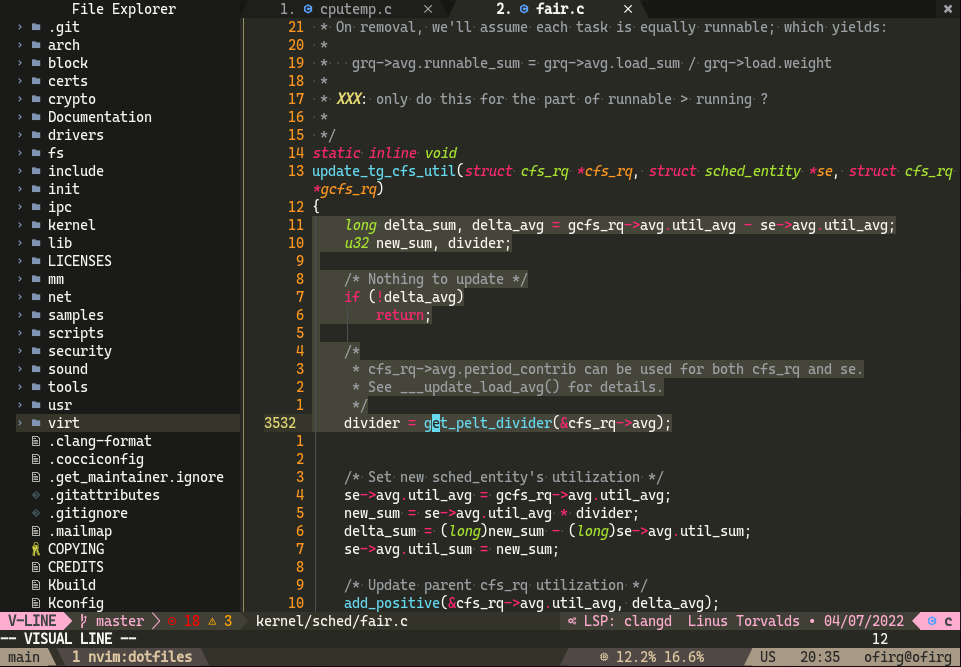 File Explorer
1. cputemp.c ×
2. fair.c ×
.git
arch
block
certs
crypto
Documentation
drivers
fs
include
init
ipc
kernel
lib
LICENSES
mm
net
samples
scripts
security
sound
tools
usr
virt
.clang-format
.cocciconfig
.get_maintainer.ignore
.gitattributes
.gitignore
.mailmap
COPYING
CREDITS
Kbuild
Kconfig
21 * On removal, we'll assume each task is equally runnable; which yields:
20 *
19 *   grq->avg.runnable_sum = grq->avg.load_sum / grq->load.weight
18 *
17 * XXX: only do this for the part of runnable > running ?
16 *
15 */
14 static inline void
13 update_tg_cfs_util(struct cfs_rq *cfs_rq, struct sched_entity *se, struct cfs_rq
*gcfs_rq)
12 {
11     long delta_sum, delta_avg = gcfs_rq->avg.util_avg - se->avg.util_avg;
10     u32 new_sum, divider;
9
8     /* Nothing to update */
7     if (!delta_avg)
6         return;
5
4     /*
3      * cfs_rq->avg.period_contrib can be used for both cfs_rq and se.
2      * See ___update_load_avg() for details.
1      */
3532     divider = get_pelt_divider(&cfs_rq->avg);
1
2
3     /* Set new sched_entity's utilization */
4     se->avg.util_avg = gcfs_rq->avg.util_avg;
5     new_sum = se->avg.util_avg * divider;
6     delta_sum = (long)new_sum - (long)se->avg.util_sum;
7     se->avg.util_sum = new_sum;
8
9     /* Update parent cfs_rq utilization */
10     add_positive(&cfs_rq->avg.util_avg, delta_avg);
V-LINE master 18 3 kernel/sched/fair.c LSP: clangd Linus Torvalds • 04/07/2022 c
-- VISUAL LINE -- 12
main 1 nvim:dotfiles 12.2% 16.6% US 20:35 ofirg@ofirg